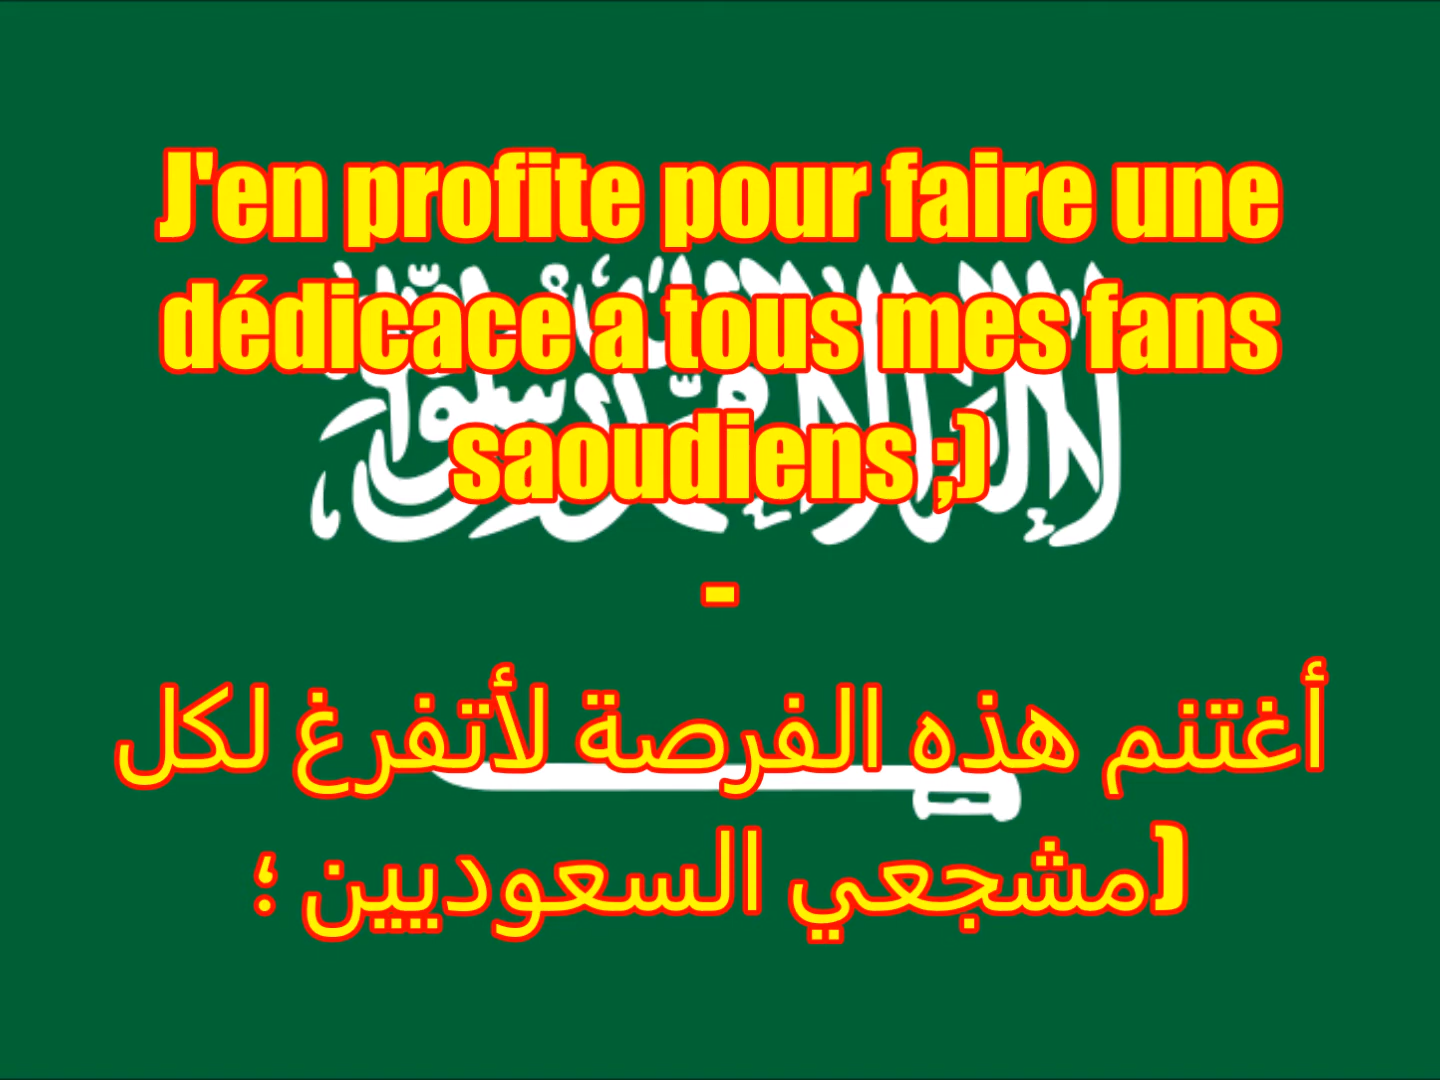 J'en profite pour faire une
dédicace a tous mes fans
saoudiens ;)
-
أغتنم هذه الفرصة لأتفرغ لكل
مشجعي السعوديين ؛)